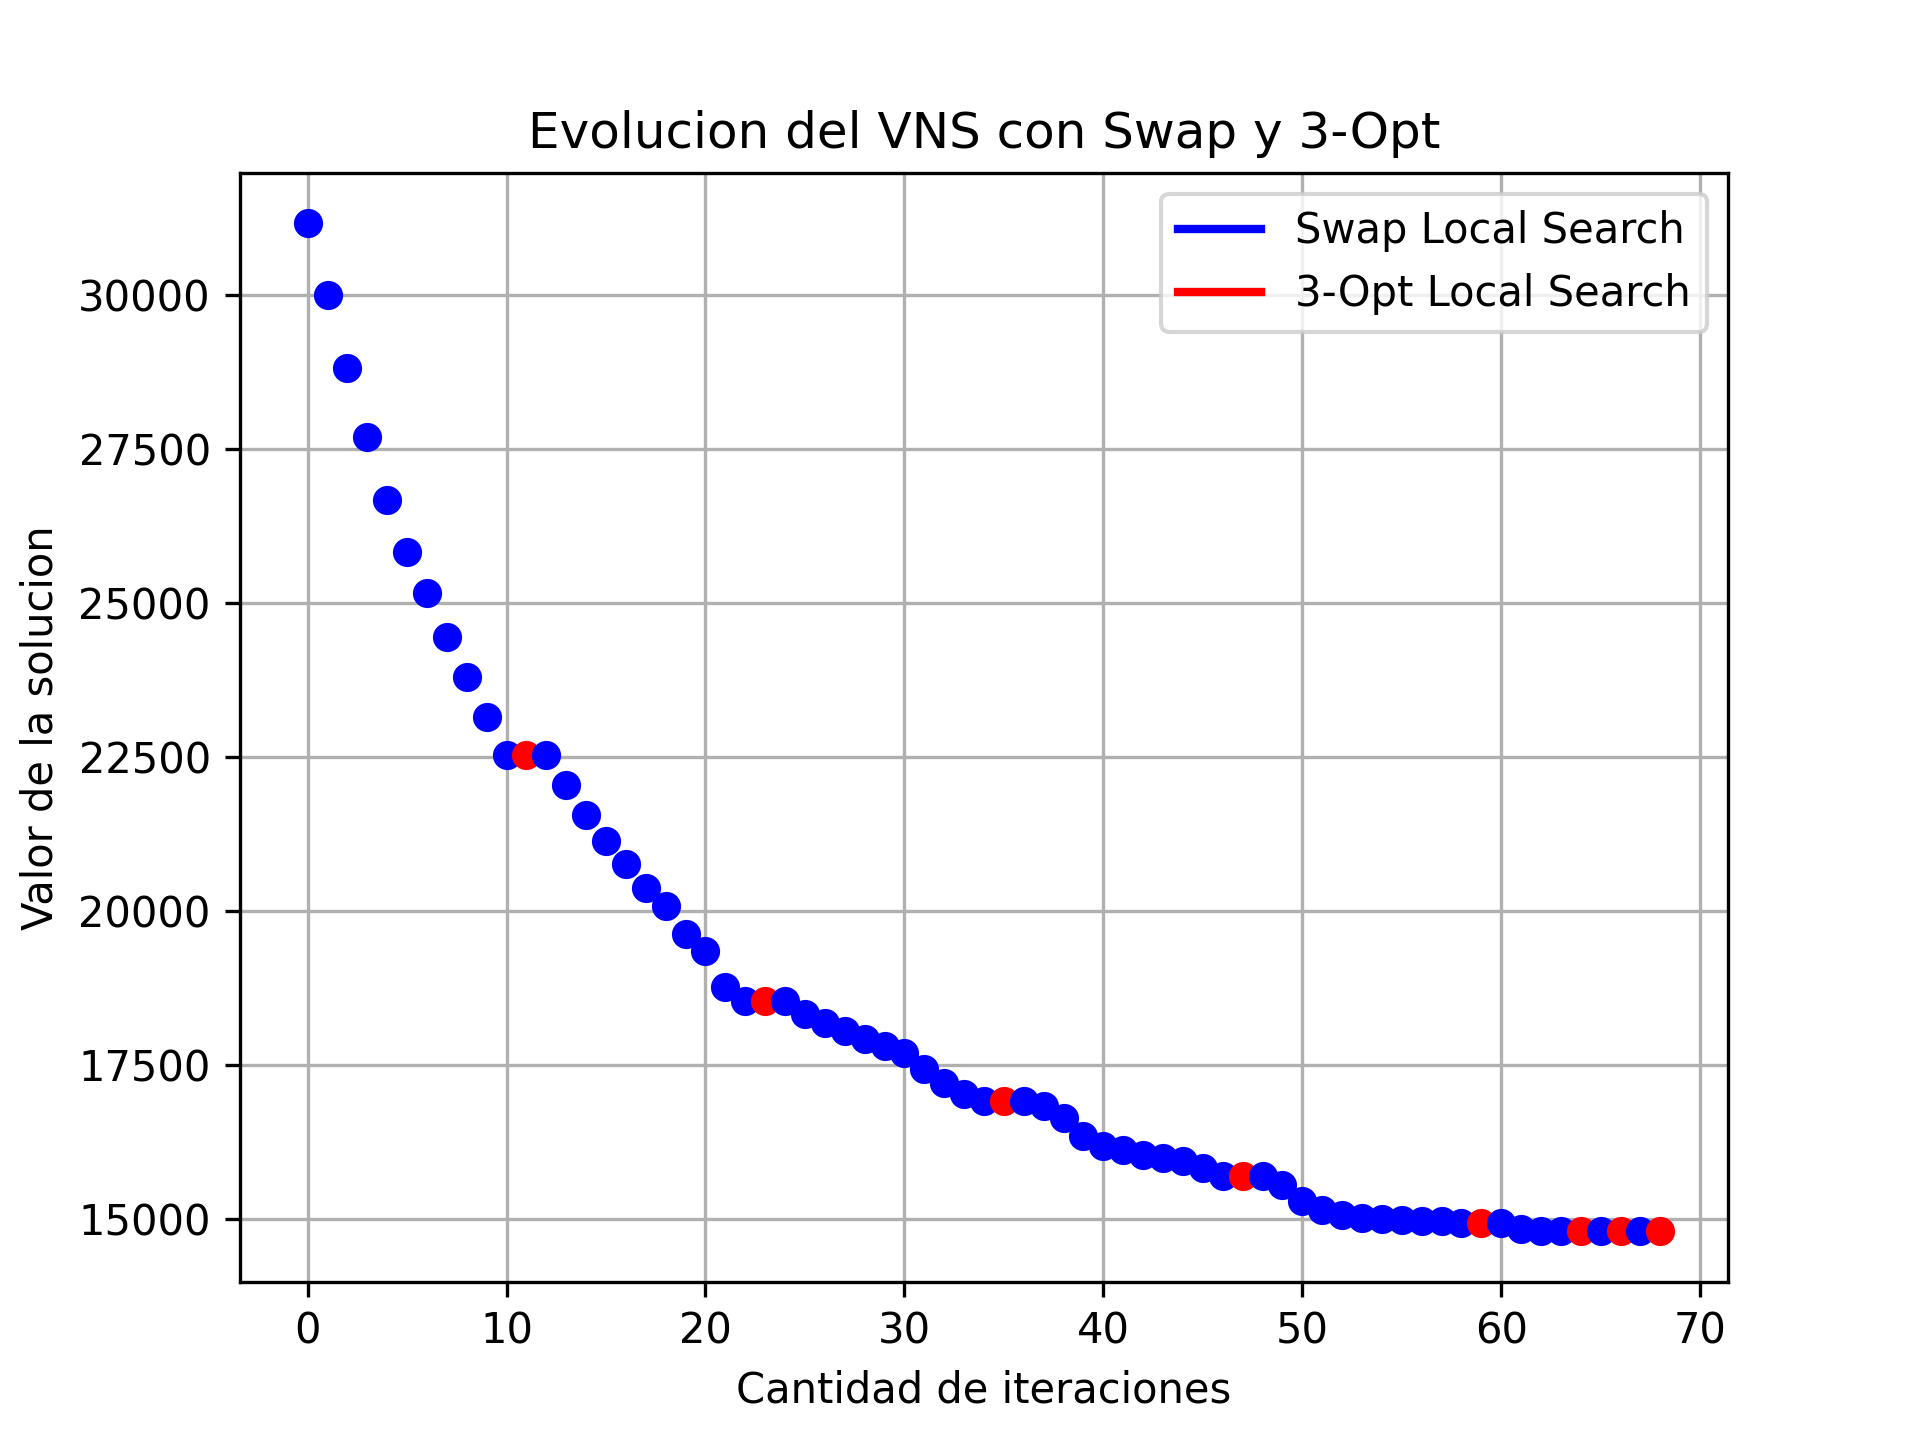 Evolucion del VNS con Swap y 3-Opt
Swap Local Search
3-Opt Local Search
Valor de la solucion
30000
27500
25000
22500
20000
17500
15000
0 10 20 30 40 50 60 70
Cantidad de iteraciones